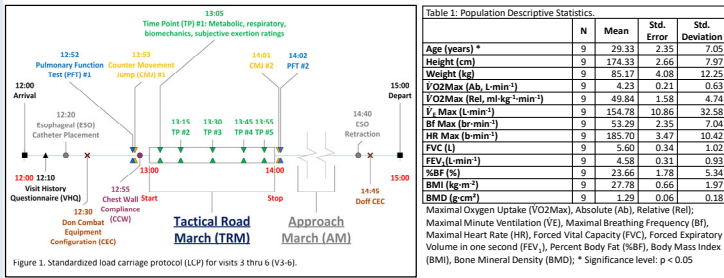 13:05
Time Point (TP) #1: Metabolic, respiratory,
biomechanics, subjective exertion ratings
12:52
Pulmonary Function
Test (PFT) #1
12:53
Counter Movement
Jump (CMJ) #1
14:01
CMJ #2
14:02
PFT #2
12:00
Arrival
15:00
Depart
12:20
Esophageal (ESO)
Catheter Placement
13:15
TP #2
13:30
TP #3
13:45
TP #4
13:55
TP #5
14:40
ESO
Retraction
12:00
12:10
Visit History
Questionnaire (VHQ)
12:30
Don Combat
Equipment
Configuration (CEC)
12:55
Chest Wall
Compliance
(CCW)
13:00
Start
14:00
Stop
14:45
Doff CEC
15:00
Tactical Road
March (TRM)
Approach
March (AM)
Figure 1. Standardized load carriage protocol (LCP) for visits 3 thru 6 (V3-6).
Table 1: Population Descriptive Statistics.
N Mean Std. Error Std. Deviation
Age (years) * 9 29.33 2.35 7.05
Height (cm) 9 174.33 2.66 7.97
Weight (kg) 9 85.17 4.08 12.25
V̇O2Max (Ab, L·min⁻¹) 9 4.23 0.21 0.63
V̇O2Max (Rel, ml·kg⁻¹·min⁻¹) 9 49.84 1.58 4.74
V̇E Max (L·min⁻¹) 9 154.78 10.86 32.58
Bf Max (br·min⁻¹) 9 53.29 2.35 7.04
HR Max (b·min⁻¹) 9 185.70 3.47 10.42
FVC (L) 9 5.60 0.34 1.02
FEV₁(L·min⁻¹) 9 4.58 0.31 0.93
%BF (%) 9 23.66 1.78 5.34
BMI (kg·m⁻²) 9 27.78 0.66 1.97
BMD (g·cm²) 9 1.29 0.06 0.18
Maximal Oxygen Uptake (V̇O2Max), Absolute (Ab), Relative (Rel);
Maximal Minute Ventilation (V̇E), Maximal Breathing Frequency (Bf),
Maximal Heart Rate (HR), Forced Vital Capacity (FVC), Forced Expiratory
Volume in one second (FEV₁), Percent Body Fat (%BF), Body Mass Index
(BMI), Bone Mineral Density (BMD); * Significance level: p < 0.05